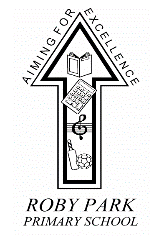 AIMING FOR EXCELLENCE
ROBY PARK
PRIMARY SCHOOL